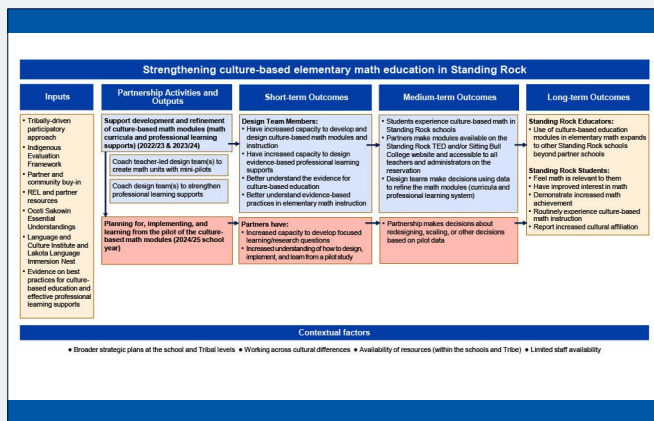 Strengthening culture-based elementary math education in Standing Rock
Inputs
• Tribally-driven
participatory
approach
• Indigenous
Evaluation
Framework
• Partner and
community buy-in
• REL and partner
resources
• Oceti Sakowin
Essential
Understandings
• Language and
Culture Institute and
Lakota Language
Immersion Nest
• Evidence on best
practices for culture-
based education and
effective professional
learning supports
Partnership Activities and
Outputs
Support development and refinement
of culture-based math modules (math
curricula and professional learning
supports) (2022/23 & 2023/24)
Coach teacher-led design team(s) to
create math units with mini-pilots
Coach design team(s) to strengthen
professional learning supports
Planning for, implementing, and
learning from the pilot of the culture-
based math modules (2024/25 school
year)
Short-term Outcomes
Design Team Members:
• Have increased capacity to develop and
design culture-based math modules and
instruction
• Have increased capacity to design
evidence-based professional learning
supports
• Better understand the evidence for
culture-based education
• Better understand evidence-based
practices in elementary math instruction
Partners have:
• Increased capacity to develop focused
learning/research questions
• Increased understanding of how to design,
implement, and learn from a pilot study
Medium-term Outcomes
• Students experience culture-based math in
Standing Rock schools
• Partners make modules available on the
Standing Rock TED and/or Sitting Bull
College website and accessible to all
teachers and administrators on the
reservation
• Design teams make decisions using data
to refine the math modules (curricula and
professional learning system)
• Partnership makes decisions about
redesigning, scaling, or other decisions
based on pilot data
Long-term Outcomes
Standing Rock Educators:
• Use of culture-based education
modules in elementary math expands
to other Standing Rock schools
beyond partner schools
Standing Rock Students:
• Feel math is relevant to them
• Have improved interest in math
• Demonstrate increased math
achievement
• Routinely experience culture-based
math instruction
• Report increased cultural affiliation
Contextual factors
● Broader strategic plans at the school and Tribal levels ● Working across cultural differences ● Availability of resources (within the schools and Tribe) ● Limited staff availability